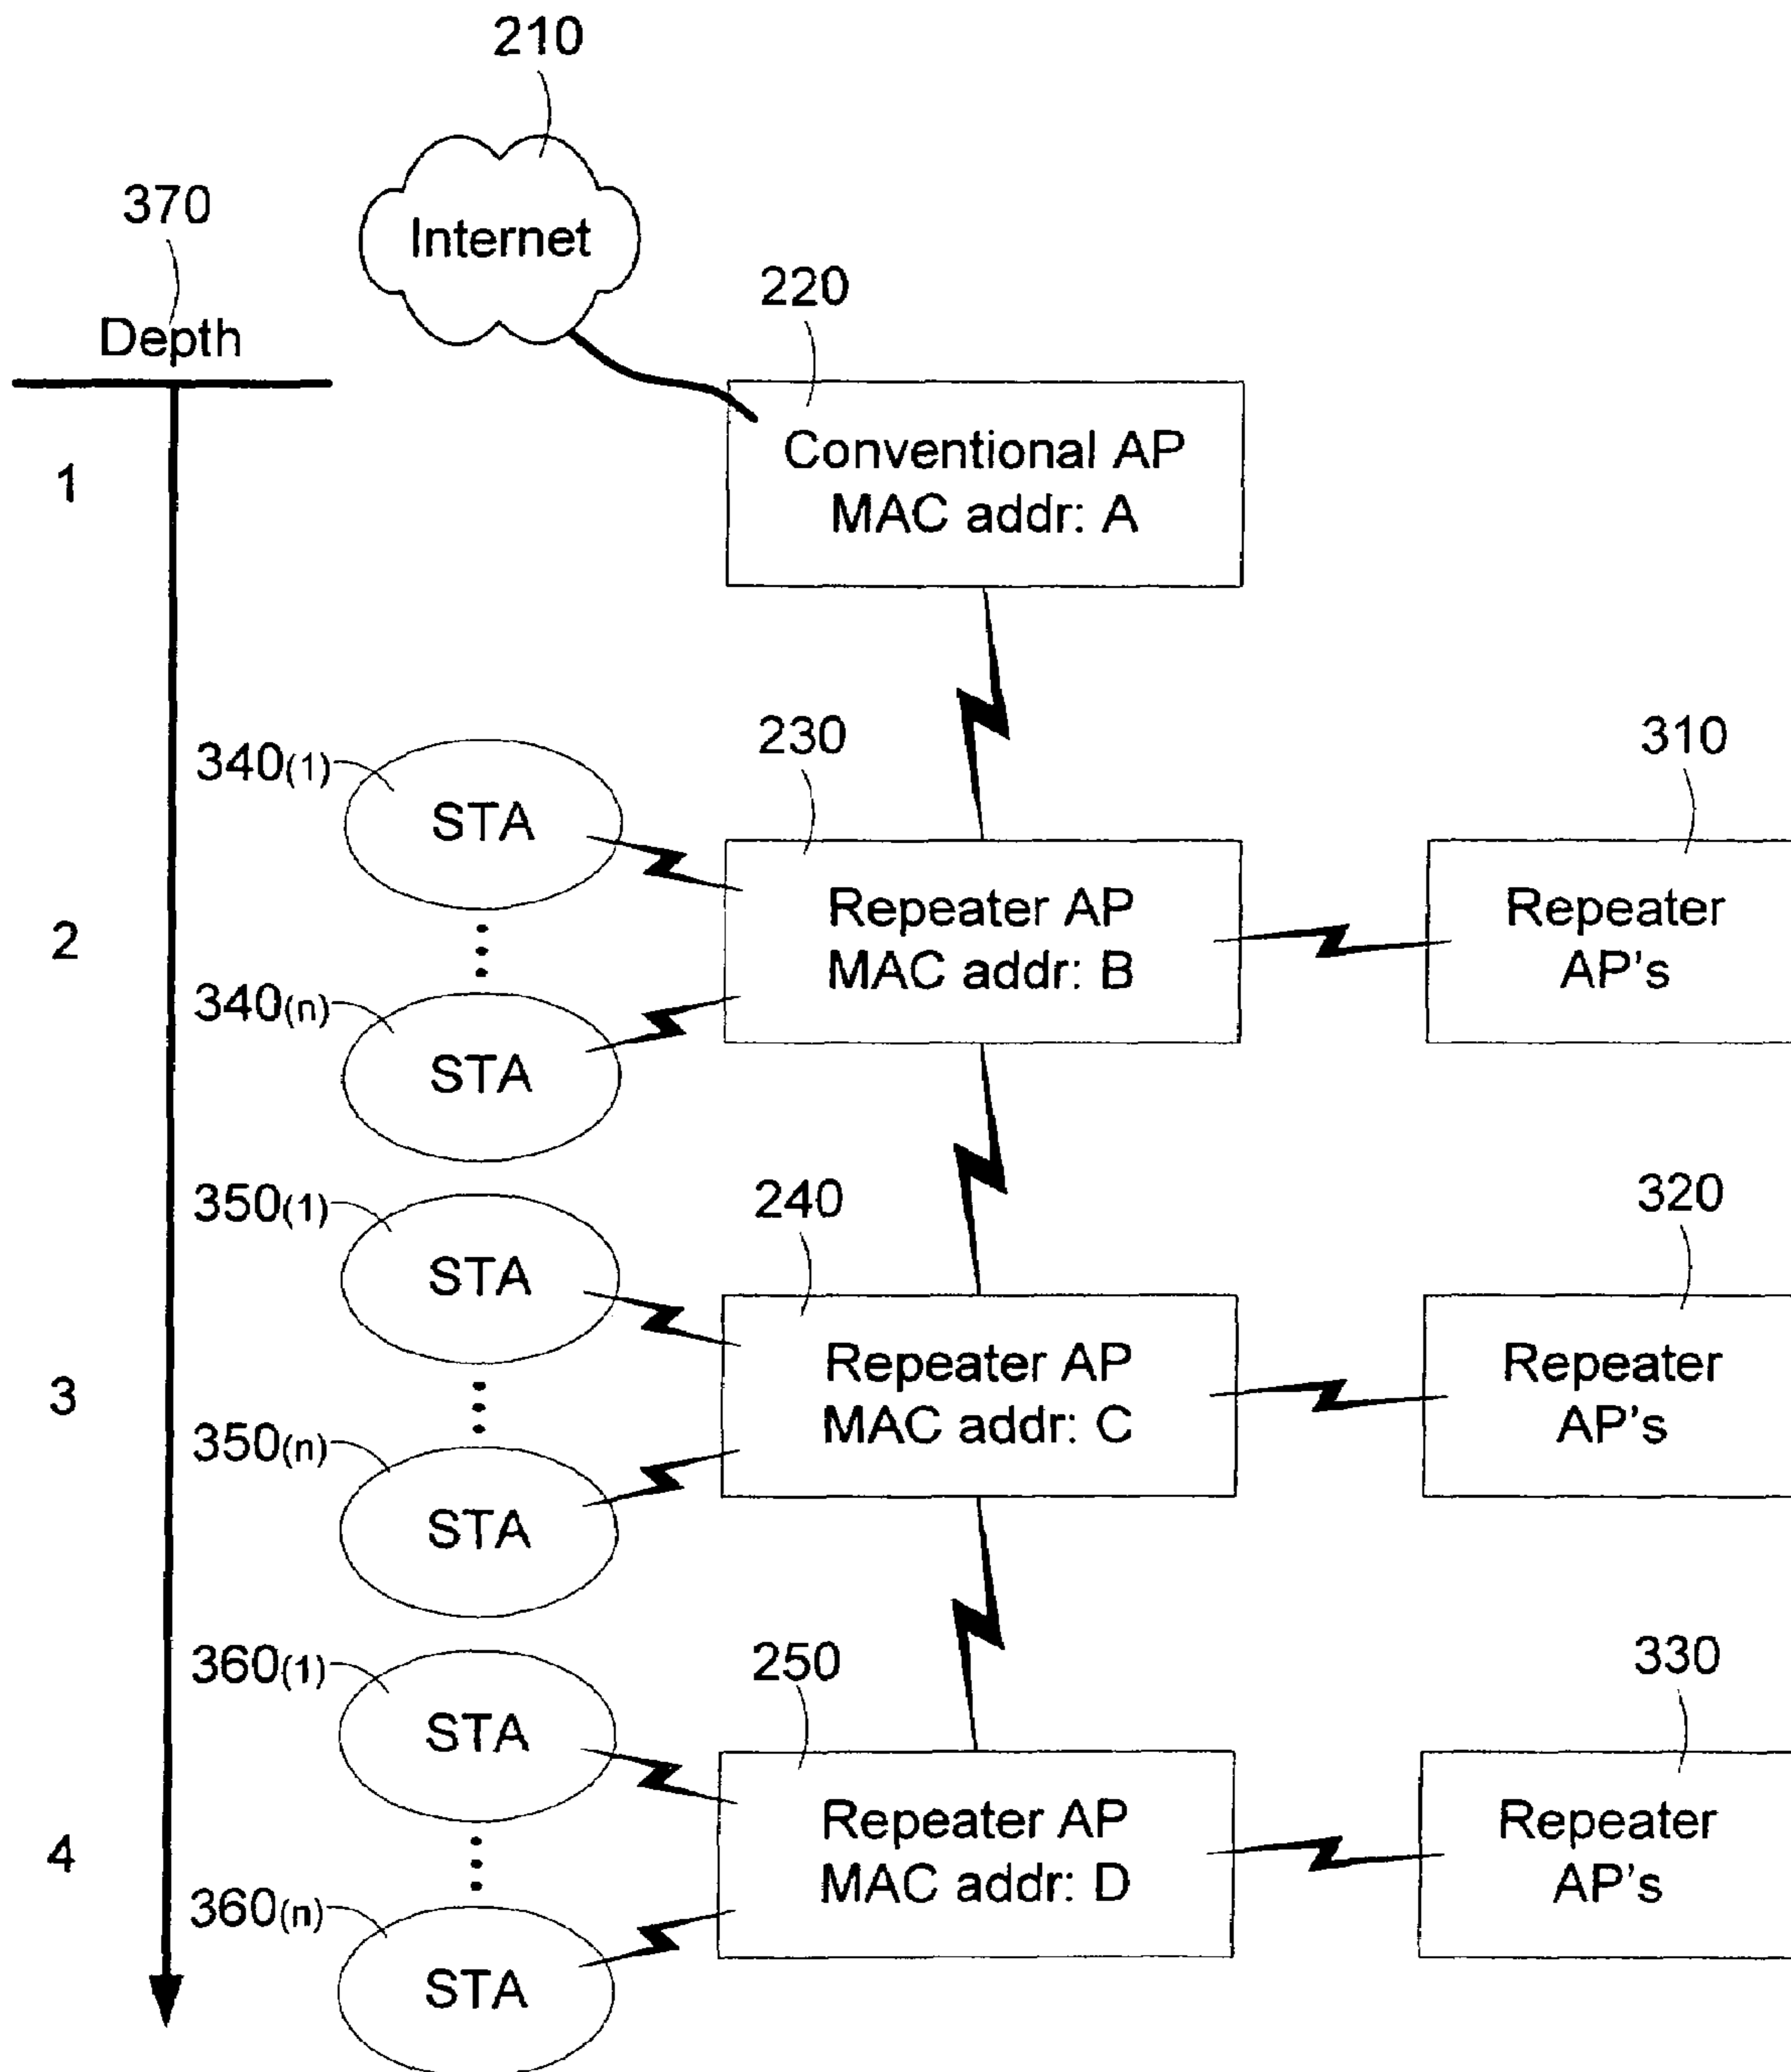 210
370
Internet
220
Depth
Conventional AP
MAC addr: A
1
230
310
340(1)
STA
Repeater AP
MAC addr: B
Repeater
AP's
2
340(n)
STA
350(1)
240
320
STA
Repeater AP
MAC addr: C
Repeater
AP's
3
350(n)
STA
360(1)
250
330
STA
Repeater AP
MAC addr: D
Repeater
AP's
4
360(n)
STA